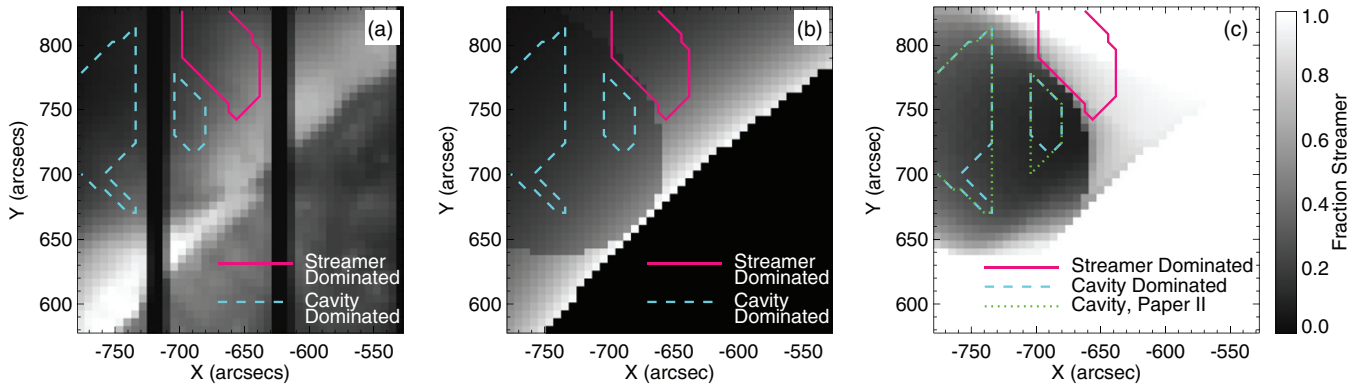 (a)
800
750
700
650
600
Y (arcsecs)
-750 -700 -650 -600 -550
X (arcsecs)
Streamer
Dominated
Cavity
Dominated
(b)
800
750
700
650
600
Y (arcsec)
-750 -700 -650 -600 -550
X (arcsec)
Streamer
Dominated
Cavity
Dominated
(c)
800
750
700
650
600
Y (arcsec)
-750 -700 -650 -600 -550
X (arcsec)
Streamer Dominated
Cavity Dominated
Cavity, Paper II
1.0
0.8
0.6
0.4
0.2
0.0
Fraction Streamer